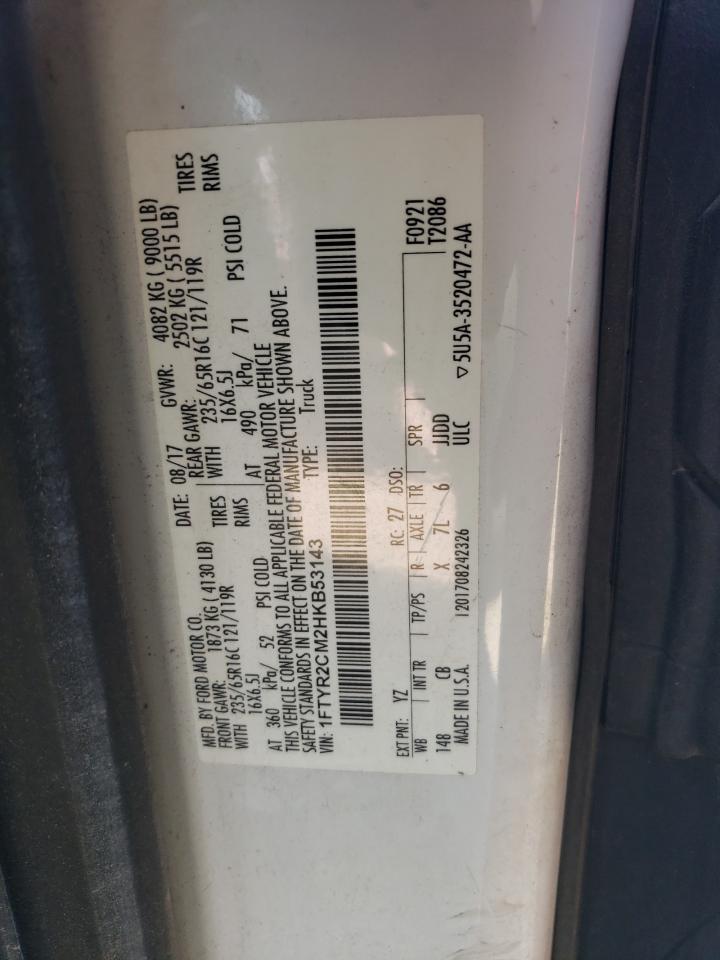 MFD. BY FORD MOTOR CO. DATE: 08/17 GVWR: 4082 KG ( 9000 LB)
FRONT GAWR: 1873 KG ( 4130 LB) REAR GAWR: 2502 KG ( 5515 LB)
WITH 235/65R16C 121/119R TIRES WITH 235/65R16C 121/119R TIRES
16X6.5J RIMS 16X6.5J RIMS
AT 360 kPa/ 52 PSI COLD AT 490 kPa/ 71 PSI COLD
THIS VEHICLE CONFORMS TO ALL APPLICABLE FEDERAL MOTOR VEHICLE
SAFETY STANDARDS IN EFFECT ON THE DATE OF MANUFACTURE SHOWN ABOVE.
VIN: 1FTYR2CM2HKB53143 TYPE: Truck
EXT PNT: YZ RC: 27 DSO: F0921
WB INT TR TP/PS R AXLE TR SPR T2086
148 CB X 7L 6 JJDD
MADE IN U.S.A. 1201708242326 ULC ▽5U5A-3520472-AA